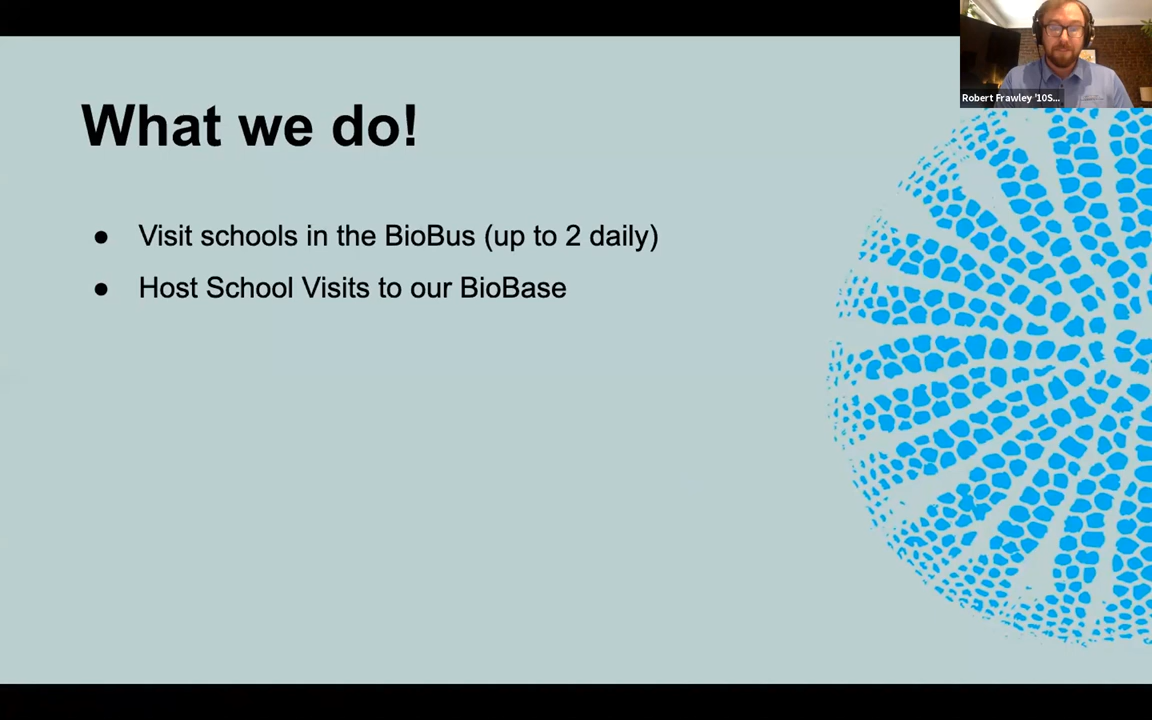 What we do!
● Visit schools in the BioBus (up to 2 daily)
● Host School Visits to our BioBase
Robert Frawley '10S...